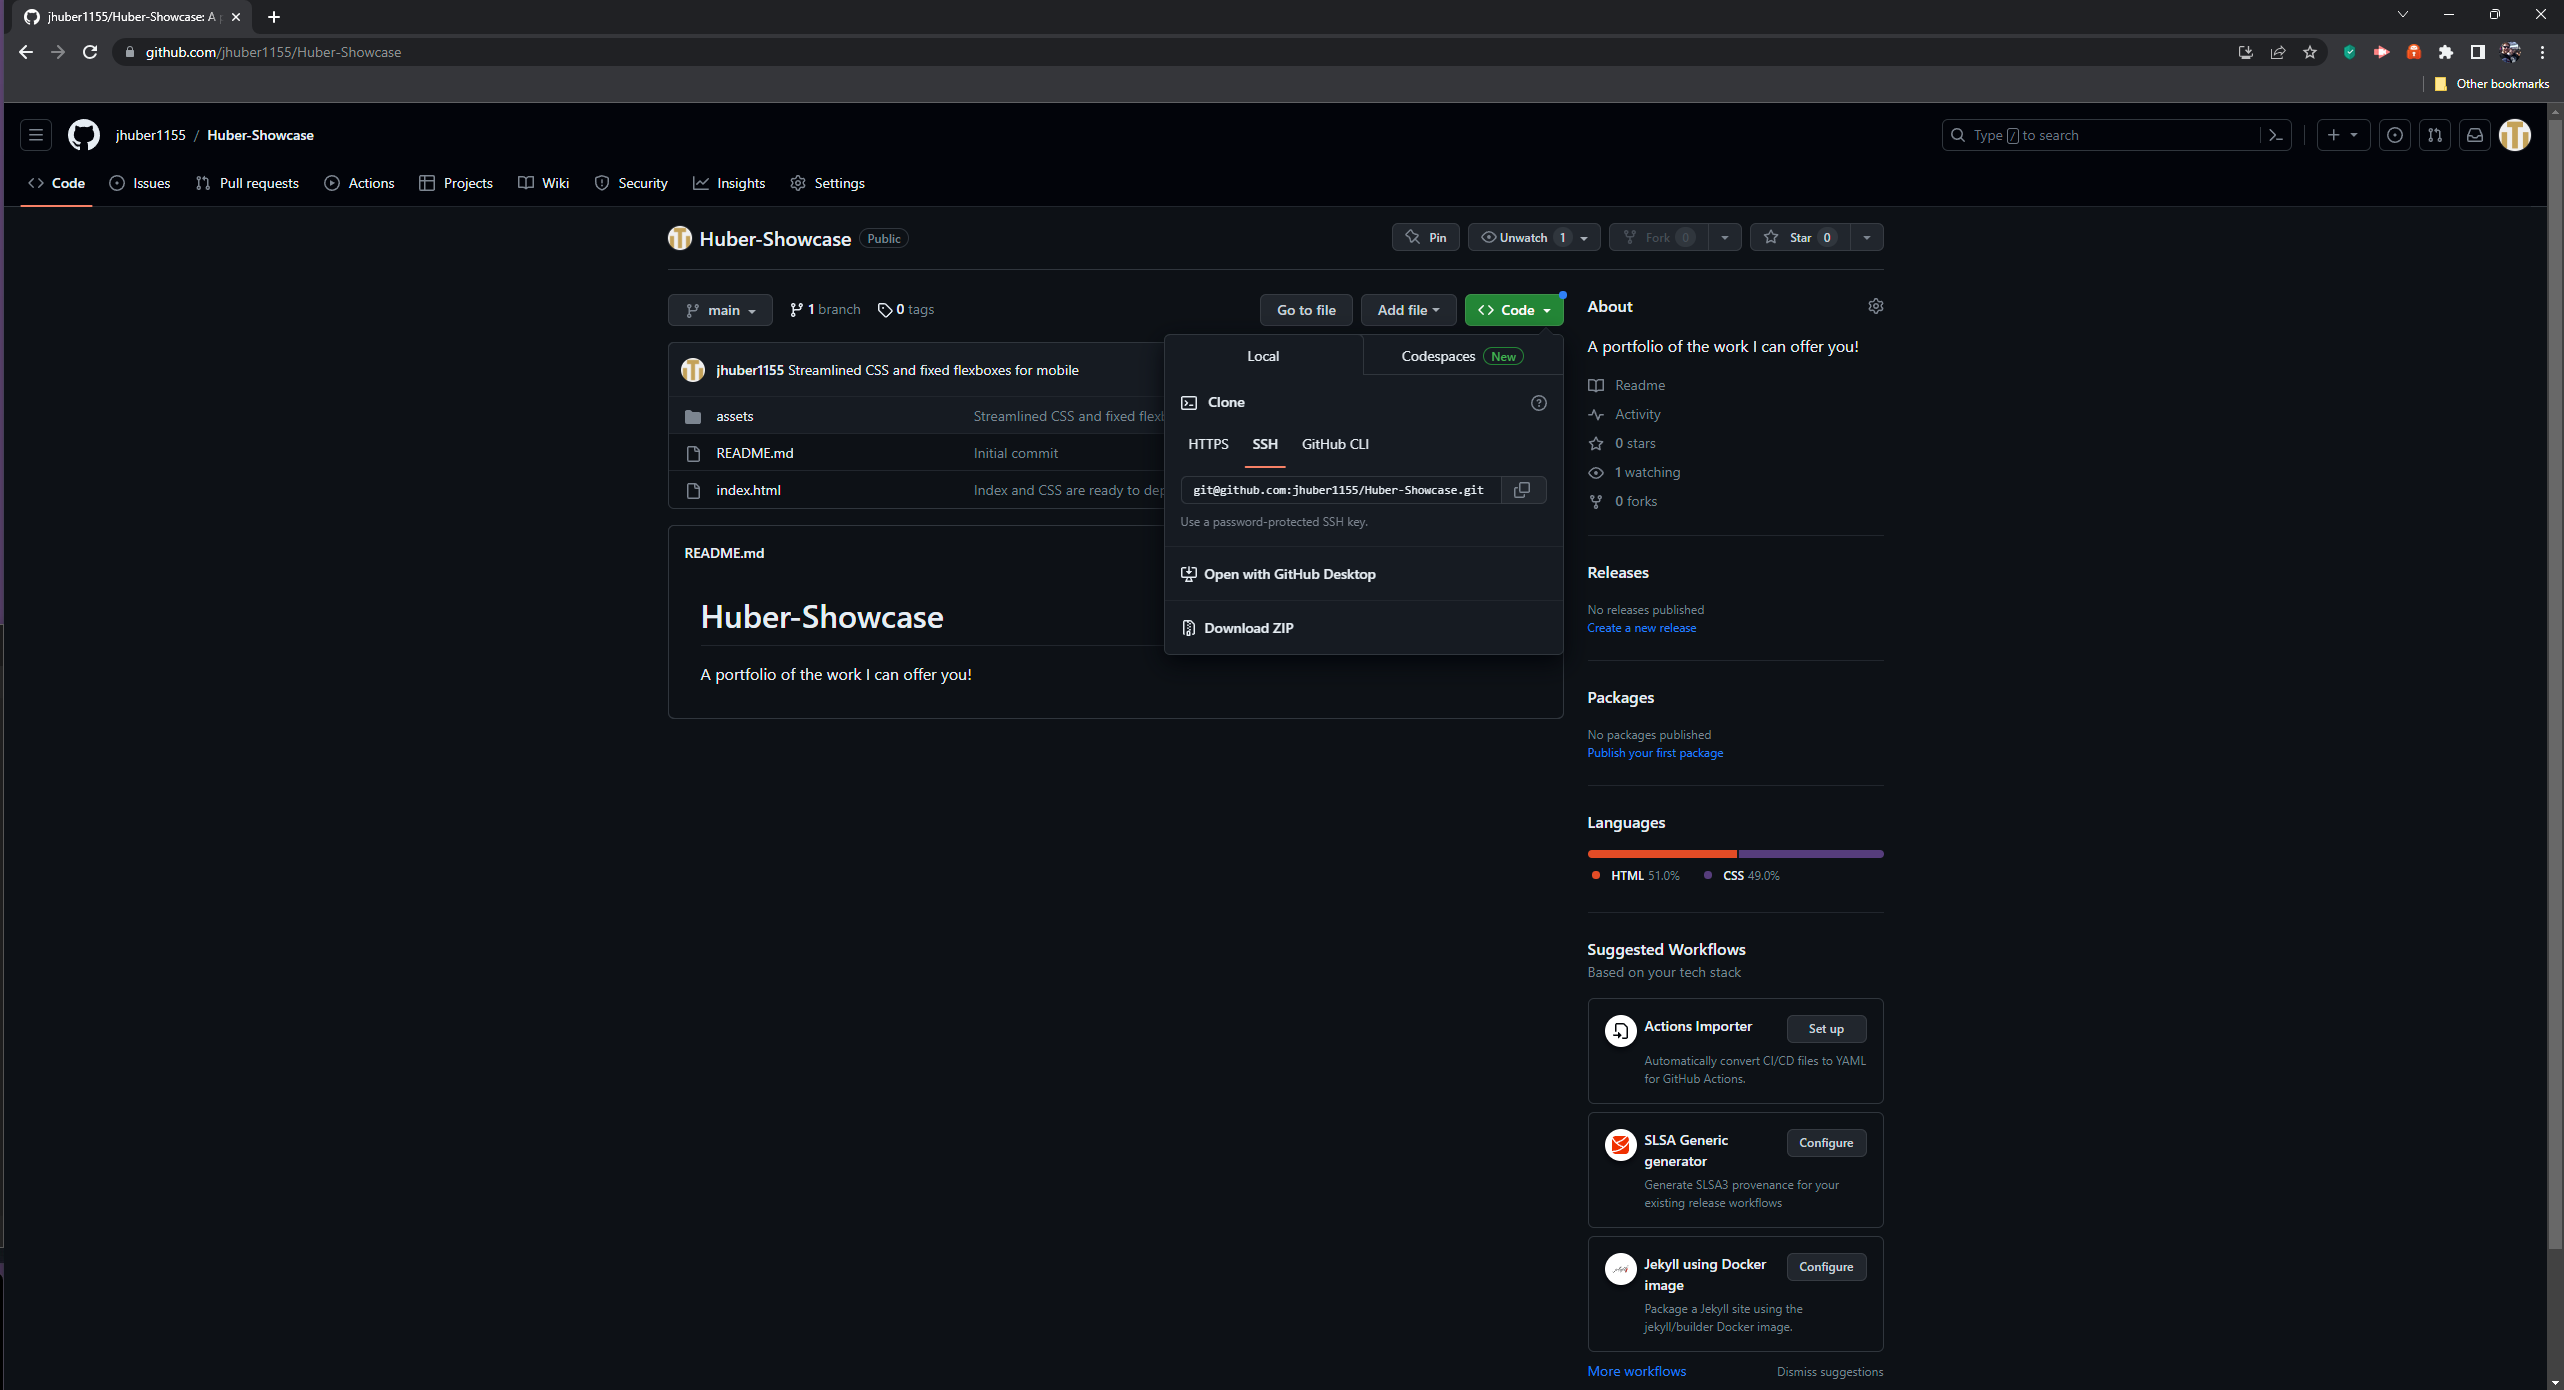 jhuber1155/Huber-Showcase: A
github.com/jhuber1155/Huber-Showcase
Other bookmarks
jhuber1155 / Huber-Showcase
Type / to search
Code Issues Pull requests Actions Projects Wiki Security Insights Settings
Huber-Showcase Public
Pin Unwatch 1 Fork 0 Star 0
main 1 branch 0 tags Go to file Add file Code
jhuber1155 Streamlined CSS and fixed flexboxes for mobile
assets Streamlined CSS and fixed flexb
README.md Initial commit
index.html Index and CSS are ready to dep
Local Codespaces New
Clone
HTTPS SSH GitHub CLI
git@github.com:jhuber1155/Huber-Showcase.git
Use a password-protected SSH key.
Open with GitHub Desktop
Download ZIP
README.md
Huber-Showcase
A portfolio of the work I can offer you!
About
A portfolio of the work I can offer you!
Readme
Activity
0 stars
1 watching
0 forks
Releases
No releases published
Create a new release
Packages
No packages published
Publish your first package
Languages
HTML 51.0% CSS 49.0%
Suggested Workflows
Based on your tech stack
Actions Importer Set up
Automatically convert CI/CD files to YAML
for GitHub Actions.
SLSA Generic
generator
Configure
Generate SLSA3 provenance for your
existing release workflows
Jekyll using Docker
image
Configure
Package a Jekyll site using the
jekyll/builder Docker image.
More workflows Dismiss suggestions